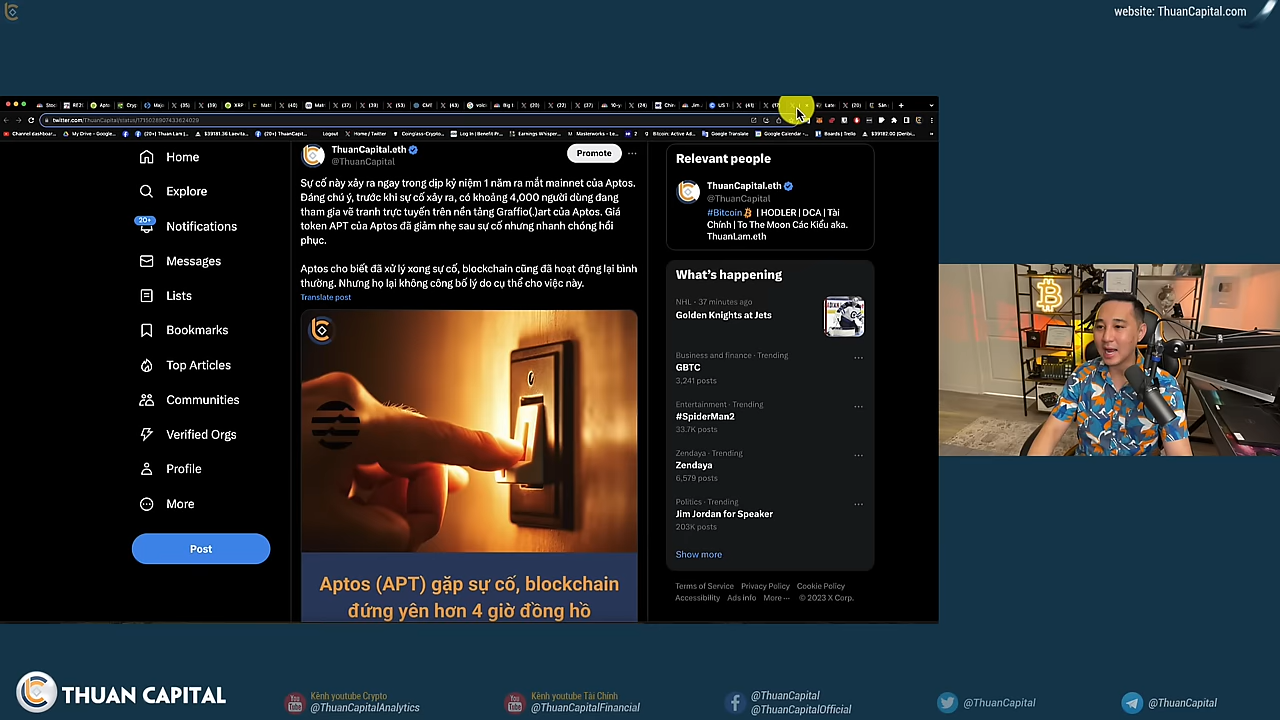 website: ThuanCapital.com
twitter.com/ThuanCapital/status/1715028907433624029
Home
Explore
20+
Notifications
Messages
Lists
Bookmarks
Top Articles
Communities
Verified Orgs
Profile
More
Post
ThuanCapital.eth
@ThuanCapital
Promote
Sự cố này xảy ra ngay trong dịp kỷ niệm 1 năm ra mắt mainnet của Aptos.
Đáng chú ý, trước khi sự cố xảy ra, có khoảng 4,000 người dùng đang
tham gia vẽ tranh trực tuyến trên nền tảng Graffio(.)art của Aptos. Giá
token APT của Aptos đã giảm nhẹ sau sự cố nhưng nhanh chóng hồi
phục.
Aptos cho biết đã xử lý xong sự cố, blockchain cũng đã hoạt động lại bình
thường. Nhưng họ lại không công bố lý do cụ thể cho việc này.
Translate post
Aptos (APT) gặp sự cố, blockchain
đứng yên hơn 4 giờ đồng hồ
Relevant people
ThuanCapital.eth
@ThuanCapital
#Bitcoin | HODLER | DCA | Tài
Chính | To The Moon Các Kiểu aka.
ThuanLam.eth
What's happening
NHL · 37 minutes ago
Golden Knights at Jets
Business and finance · Trending
GBTC
3,241 posts
Entertainment · Trending
#SpiderMan2
33.7K posts
Zendaya · Trending
Zendaya
6,579 posts
Politics · Trending
Jim Jordan for Speaker
203K posts
Show more
Terms of Service Privacy Policy Cookie Policy
Accessibility Ads info More ··· © 2023 X Corp.
THUAN CAPITAL
Kênh youtube Crypto
@ThuanCapitalAnalytics
Kênh youtube Tài Chính
@ThuanCapitalFinancial
@ThuanCapital
@ThuanCapitalOfficial
@ThuanCapital
@ThuanCapital